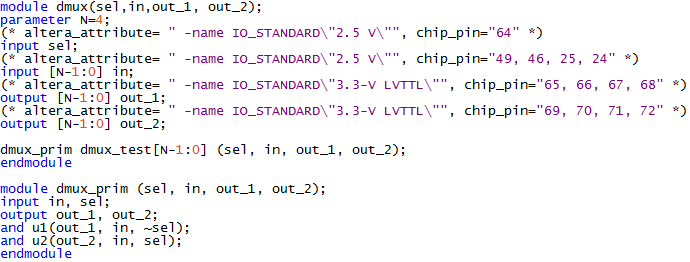 module dmux(sel,in,out_1, out_2);
parameter N=4;
(* altera_attribute= " -name IO_STANDARD\"2.5 V\"", chip_pin="64" *)
input sel;
(* altera_attribute= " -name IO_STANDARD\"2.5 V\"", chip_pin="49, 46, 25, 24" *)
input [N-1:0] in;
(* altera_attribute= " -name IO_STANDARD\"3.3-V LVTTL\"", chip_pin="65, 66, 67, 68" *)
output [N-1:0] out_1;
(* altera_attribute= " -name IO_STANDARD\"3.3-V LVTTL\"", chip_pin="69, 70, 71, 72" *)
output [N-1:0] out_2;
dmux_prim dmux_test[N-1:0] (sel, in, out_1, out_2);
endmodule
module dmux_prim (sel, in, out_1, out_2);
input in, sel;
output out_1, out_2;
and u1(out_1, in, ~sel);
and u2(out_2, in, sel);
endmodule